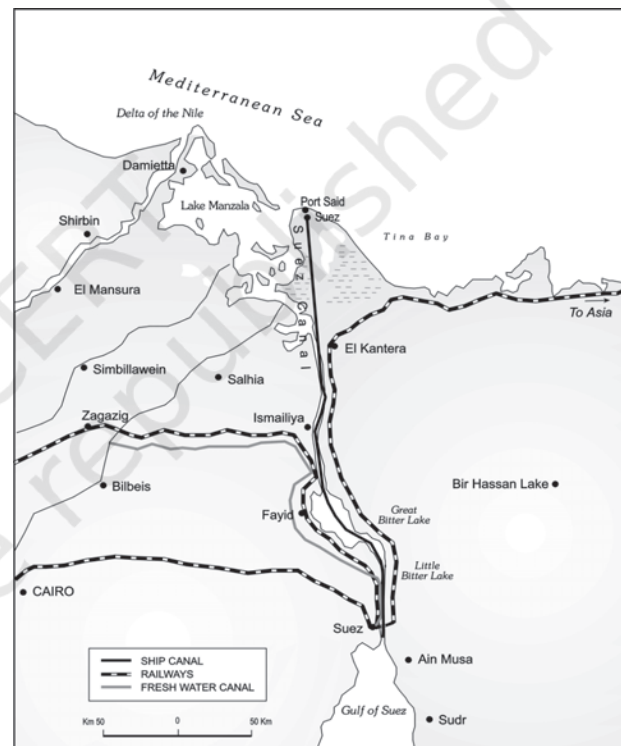 Mediterranean Sea
Delta of the Nile
Damietta
Lake Manzala
Port Said
Suez
Shirbin
Tina Bay
Suez Canal
El Mansura
To Asia
El Kantera
Simbillawein
Salhia
Zagazig
Ismailiya
Bilbeis
Bir Hassan Lake
Fayid
Great
Bitter Lake
Little
Bitter Lake
CAIRO
Suez
SHIP CANAL
RAILWAYS
FRESH WATER CANAL
Ain Musa
Km 50
0
50 Km
Gulf of Suez
Sudr
republished